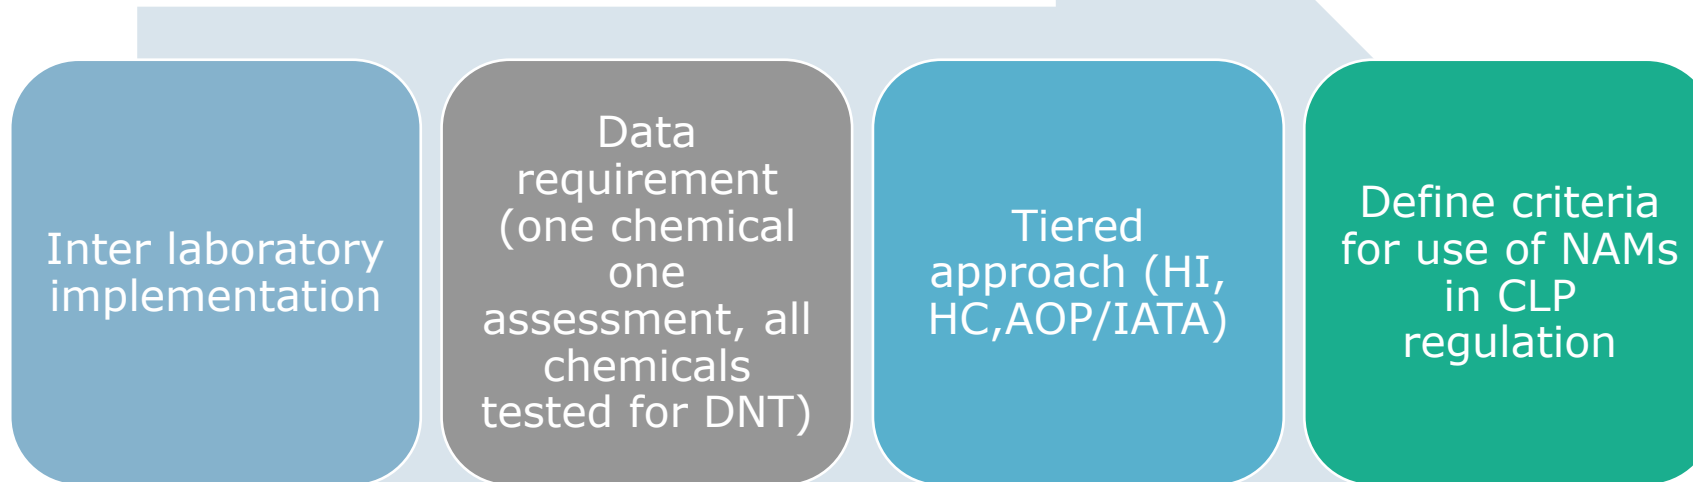 Inter laboratory
implementation
Data
requirement
(one chemical
one
assessment, all
chemicals
tested for DNT)
Tiered
approach (HI,
HC,AOP/IATA)
Define criteria
for use of NAMs
in CLP
regulation